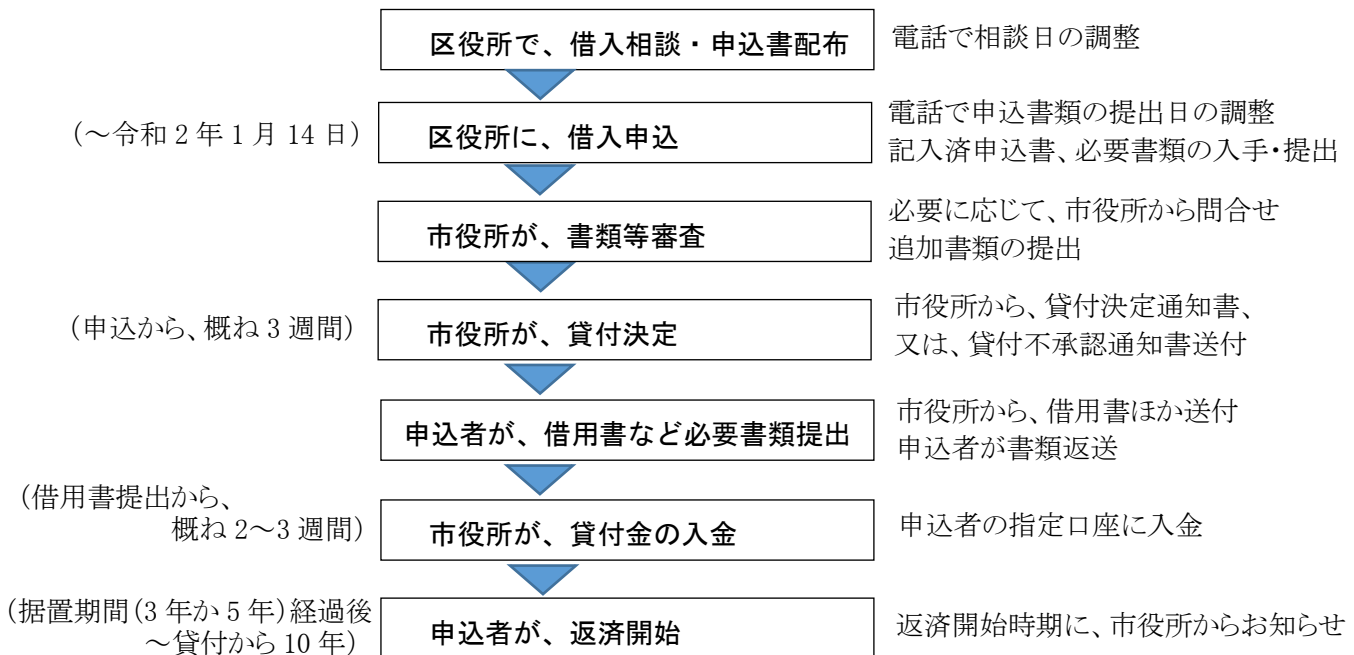 区役所で、借入相談・申込書配布
電話で相談日の調整
(～令和2年1月14日)
区役所に、借入申込
電話で申込書類の提出日の調整
記入済申込書、必要書類の入手・提出
市役所が、書類等審査
必要に応じて、市役所から問合せ
追加書類の提出
(申込から、概ね3週間)
市役所が、貸付決定
市役所から、貸付決定通知書、
又は、貸付不承認通知書送付
申込者が、借用書など必要書類提出
市役所から、借用書ほか送付
申込者が書類返送
(借用書提出から、
概ね2～3週間)
市役所が、貸付金の入金
申込者の指定口座に入金
(据置期間(3年か5年)経過後
～貸付から10年)
申込者が、返済開始
返済開始時期に、市役所からお知らせ